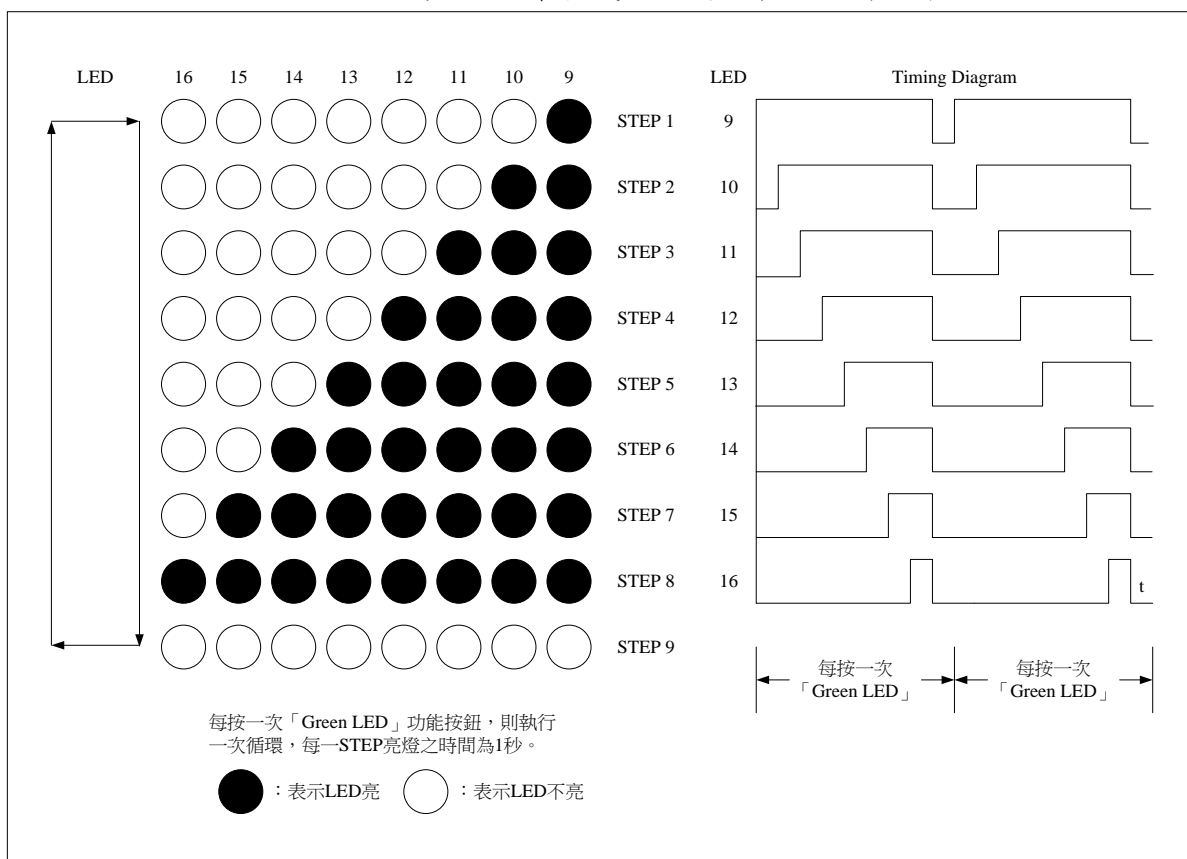 LED 16 15 14 13 12 11 10 9 LED Timing Diagram
STEP 1 9
STEP 2 10
STEP 3 11
STEP 4 12
STEP 5 13
STEP 6 14
STEP 7 15
STEP 8 16 t
STEP 9
每按一次
「Green LED」
每按一次
「Green LED」
每按一次「Green LED」功能按鈕，則執行
一次循環，每一STEP亮燈之時間為1秒。
：表示LED亮 ：表示LED不亮